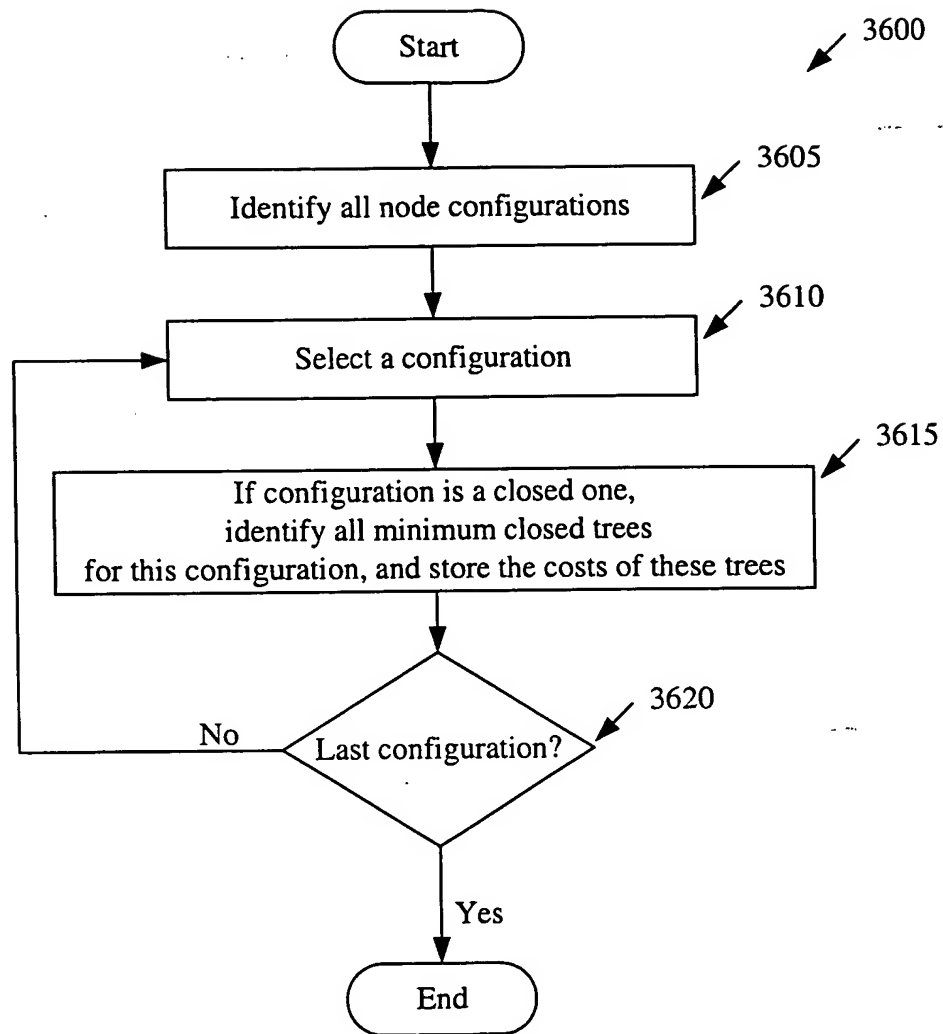 Start
3600
3605
Identify all node configurations
3610
Select a configuration
3615
If configuration is a closed one,
identify all minimum closed trees
for this configuration, and store the costs of these trees
3620
No
Last configuration?
Yes
End